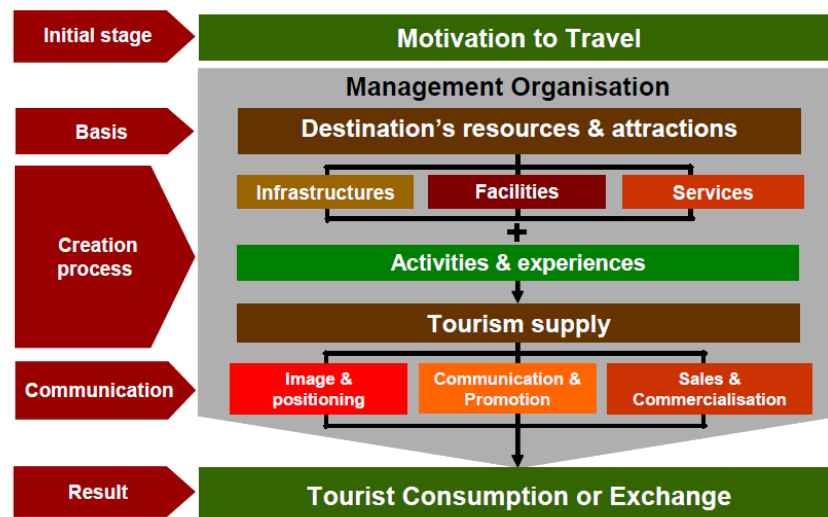 Initial stage
Motivation to Travel
Management Organisation
Basis
Destination's resources & attractions
Infrastructures
Facilities
Services
+
Creation
process
Activities & experiences
Tourism supply
Communication
Image &
positioning
Communication &
Promotion
Sales &
Commercialisation
Result
Tourist Consumption or Exchange